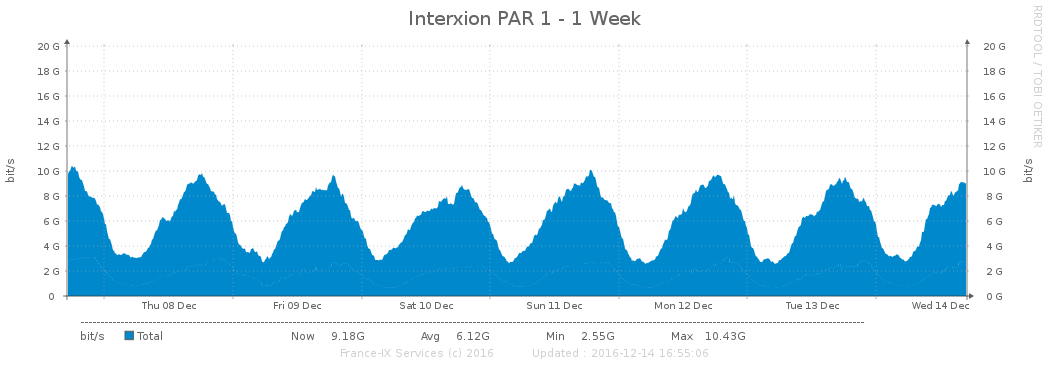 Interxion PAR 1 - 1 Week
RRDTOOL / TOBI OETIKER
bit/s
bit/s
20 G 20 G
18 G 18 G
16 G 16 G
14 G 14 G
12 G 12 G
10 G 10 G
8 G 8 G
6 G 6 G
4 G 4 G
2 G 2 G
0 0 G
Thu 08 Dec Fri 09 Dec Sat 10 Dec Sun 11 Dec Mon 12 Dec Tue 13 Dec Wed 14 Dec
bit/s Total Now 9.18G Avg 6.12G Min 2.55G Max 10.43G
France-IX Services (c) 2016 Updated : 2016-12-14 16:55:06